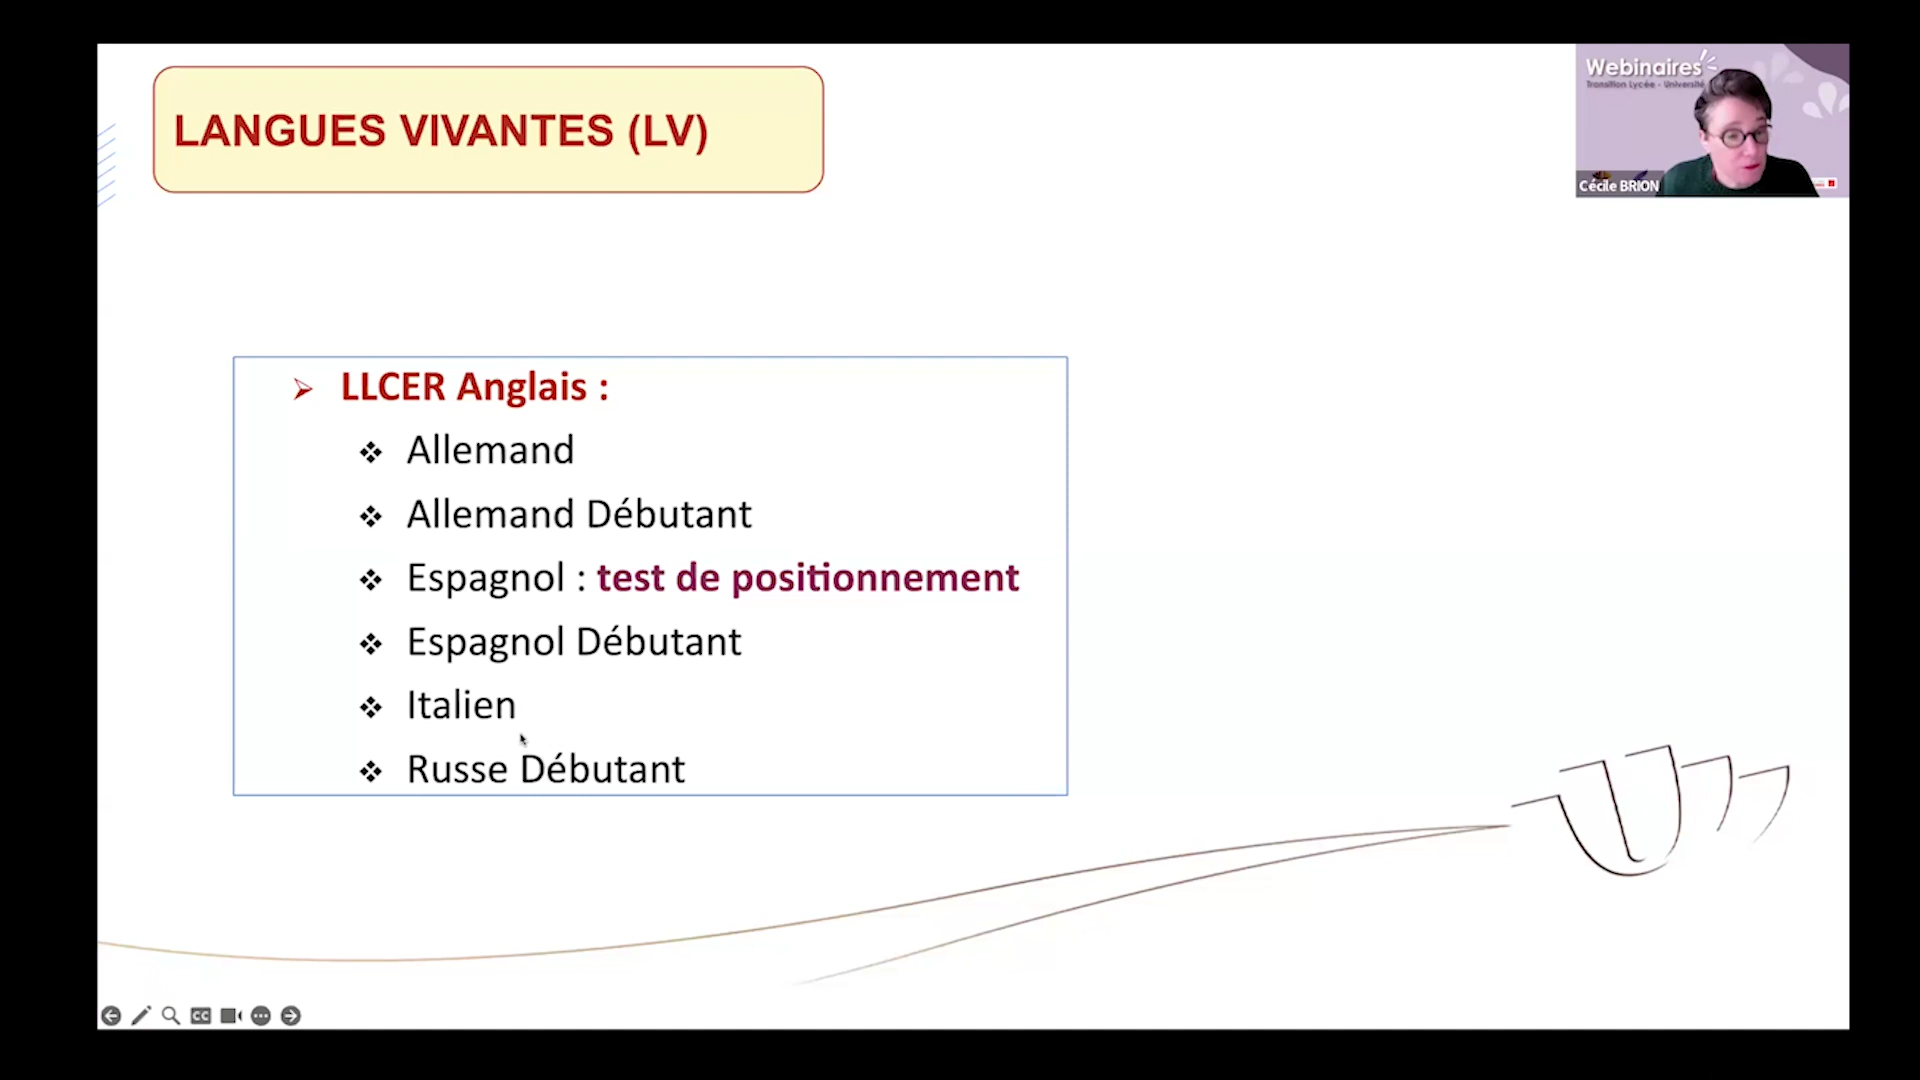 LANGUES VIVANTES (LV)
Webinaires
Transition Lycée - Université
Cécile BRION
LLCER Anglais :
Allemand
Allemand Débutant
Espagnol : test de positionnement
Espagnol Débutant
Italien
Russe Débutant
CC